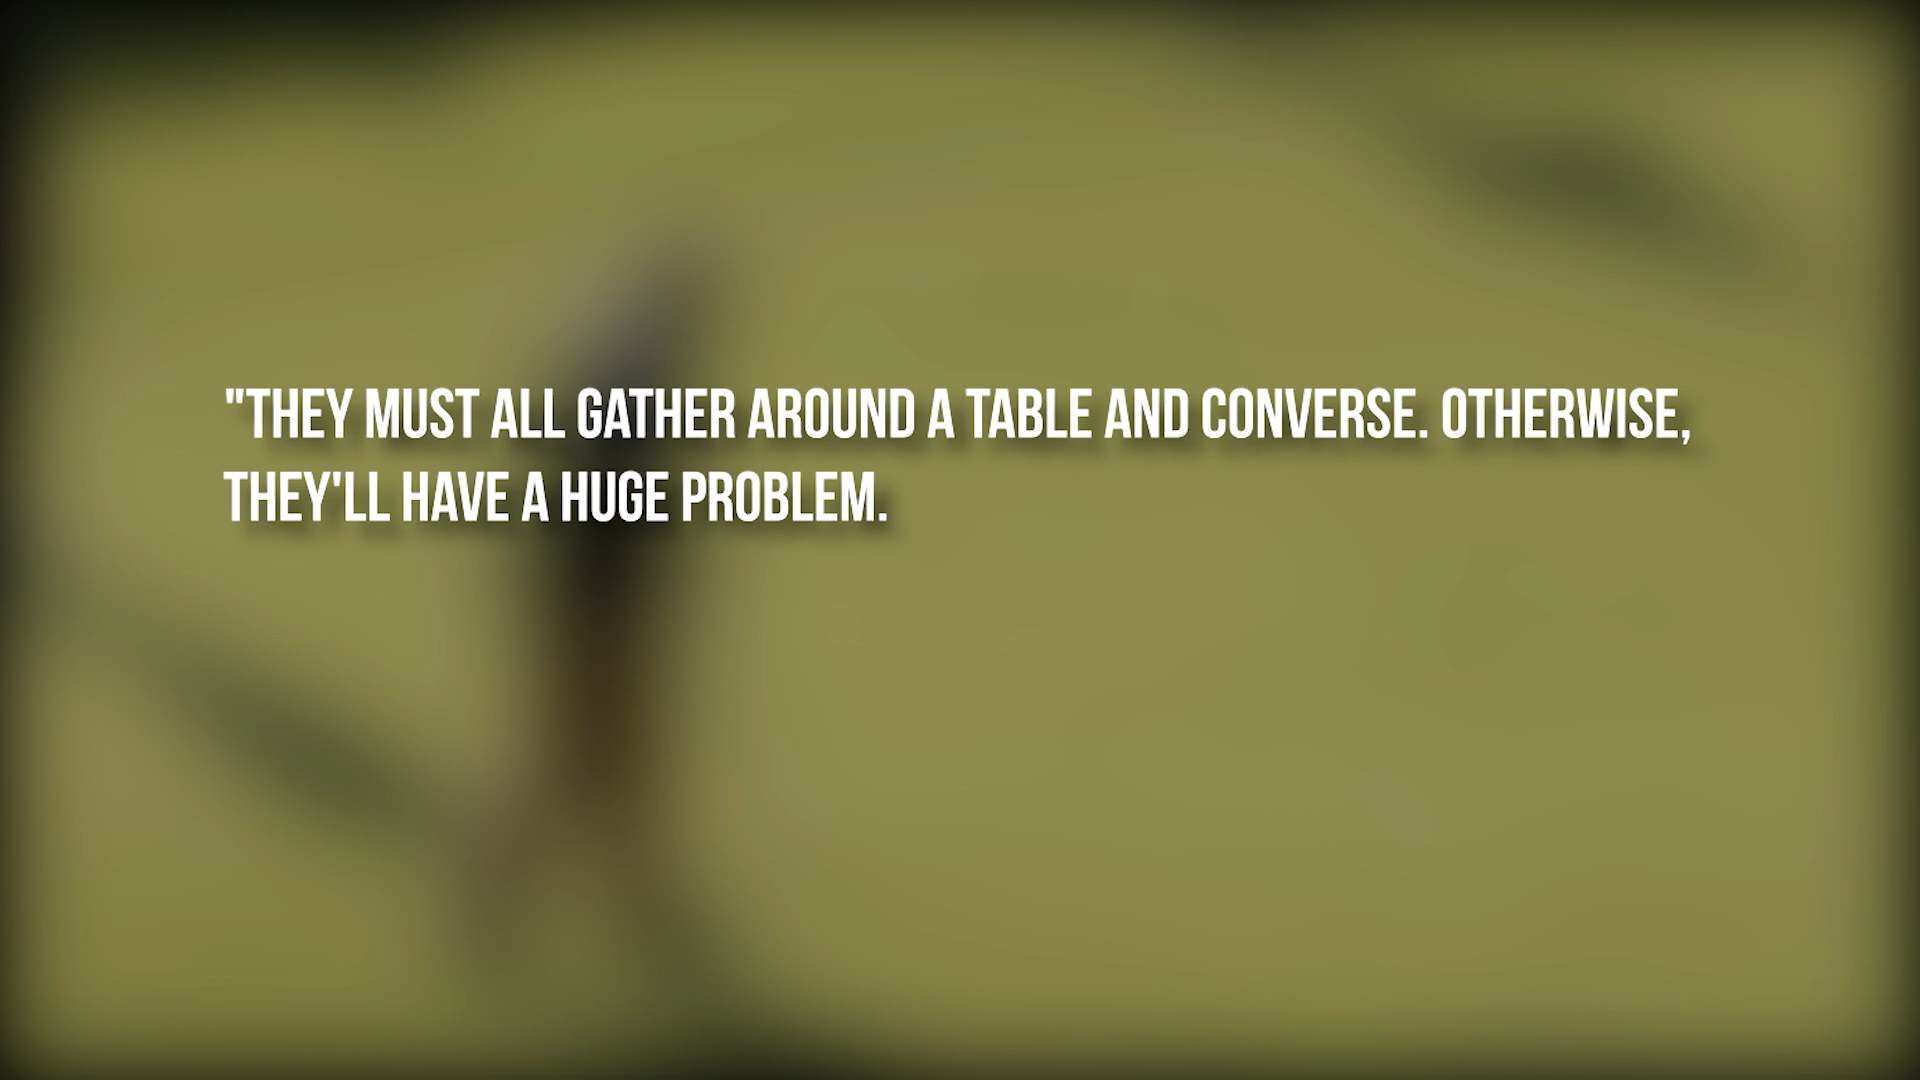 "THEY MUST ALL GATHER AROUND A TABLE AND CONVERSE. OTHERWISE,
THEY'LL HAVE A HUGE PROBLEM.